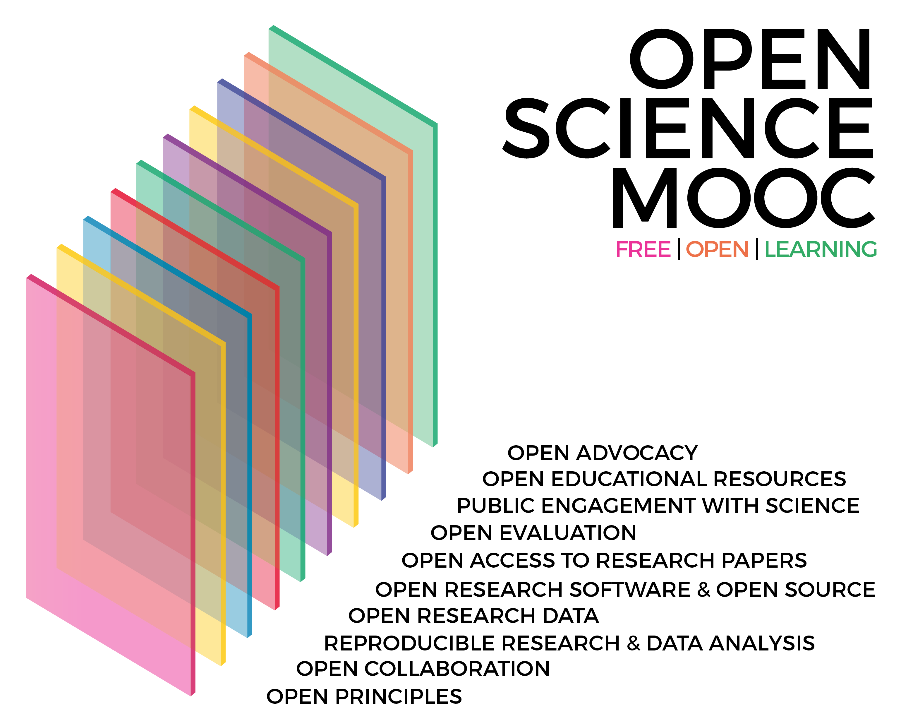 OPEN
SCIENCE
MOOC
FREE | OPEN | LEARNING
OPEN ADVOCACY
OPEN EDUCATIONAL RESOURCES
PUBLIC ENGAGEMENT WITH SCIENCE
OPEN EVALUATION
OPEN ACCESS TO RESEARCH PAPERS
OPEN RESEARCH SOFTWARE & OPEN SOURCE
OPEN RESEARCH DATA
REPRODUCIBLE RESEARCH & DATA ANALYSIS
OPEN COLLABORATION
OPEN PRINCIPLES